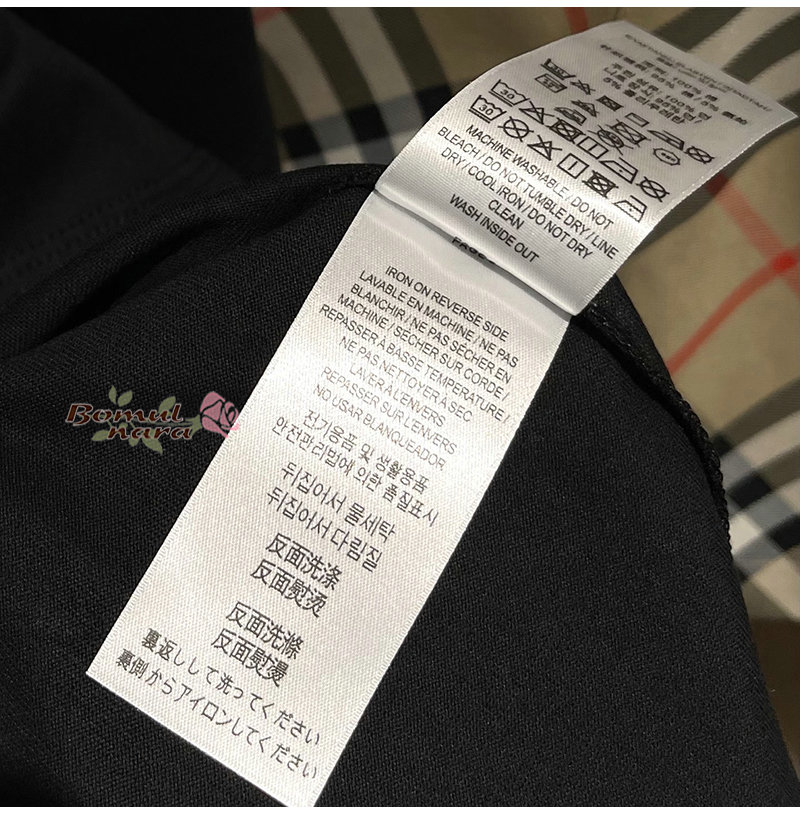 30
30
MACHINE WASHABLE / DO NOT
BLEACH / DO NOT TUMBLE DRY / LINE
DRY / COOL IRON / DO NOT DRY
CLEAN
WASH INSIDE OUT
IRON ON REVERSE SIDE
LAVABLE EN MACHINE / NE PAS
BLANCHIR / NE PAS SÉCHER EN
MACHINE / SÉCHER SUR CORDE /
REPASSER À BASSE TEMPERATURE /
NE PAS NETTOYER À SEC
LAVER À L'ENVERS
REPASSER SUR L'ENVERS
NO USAR BLANQUEADOR
전기용품 및 생활용품
안전관리법에 의한 품질표시
뒤집어서 물세탁
뒤집어서 다림질
反面洗涤
反面熨烫
反面洗滌
反面熨燙
裏返しして洗ってください
裏側からアイロンしてください
Bomul
nara